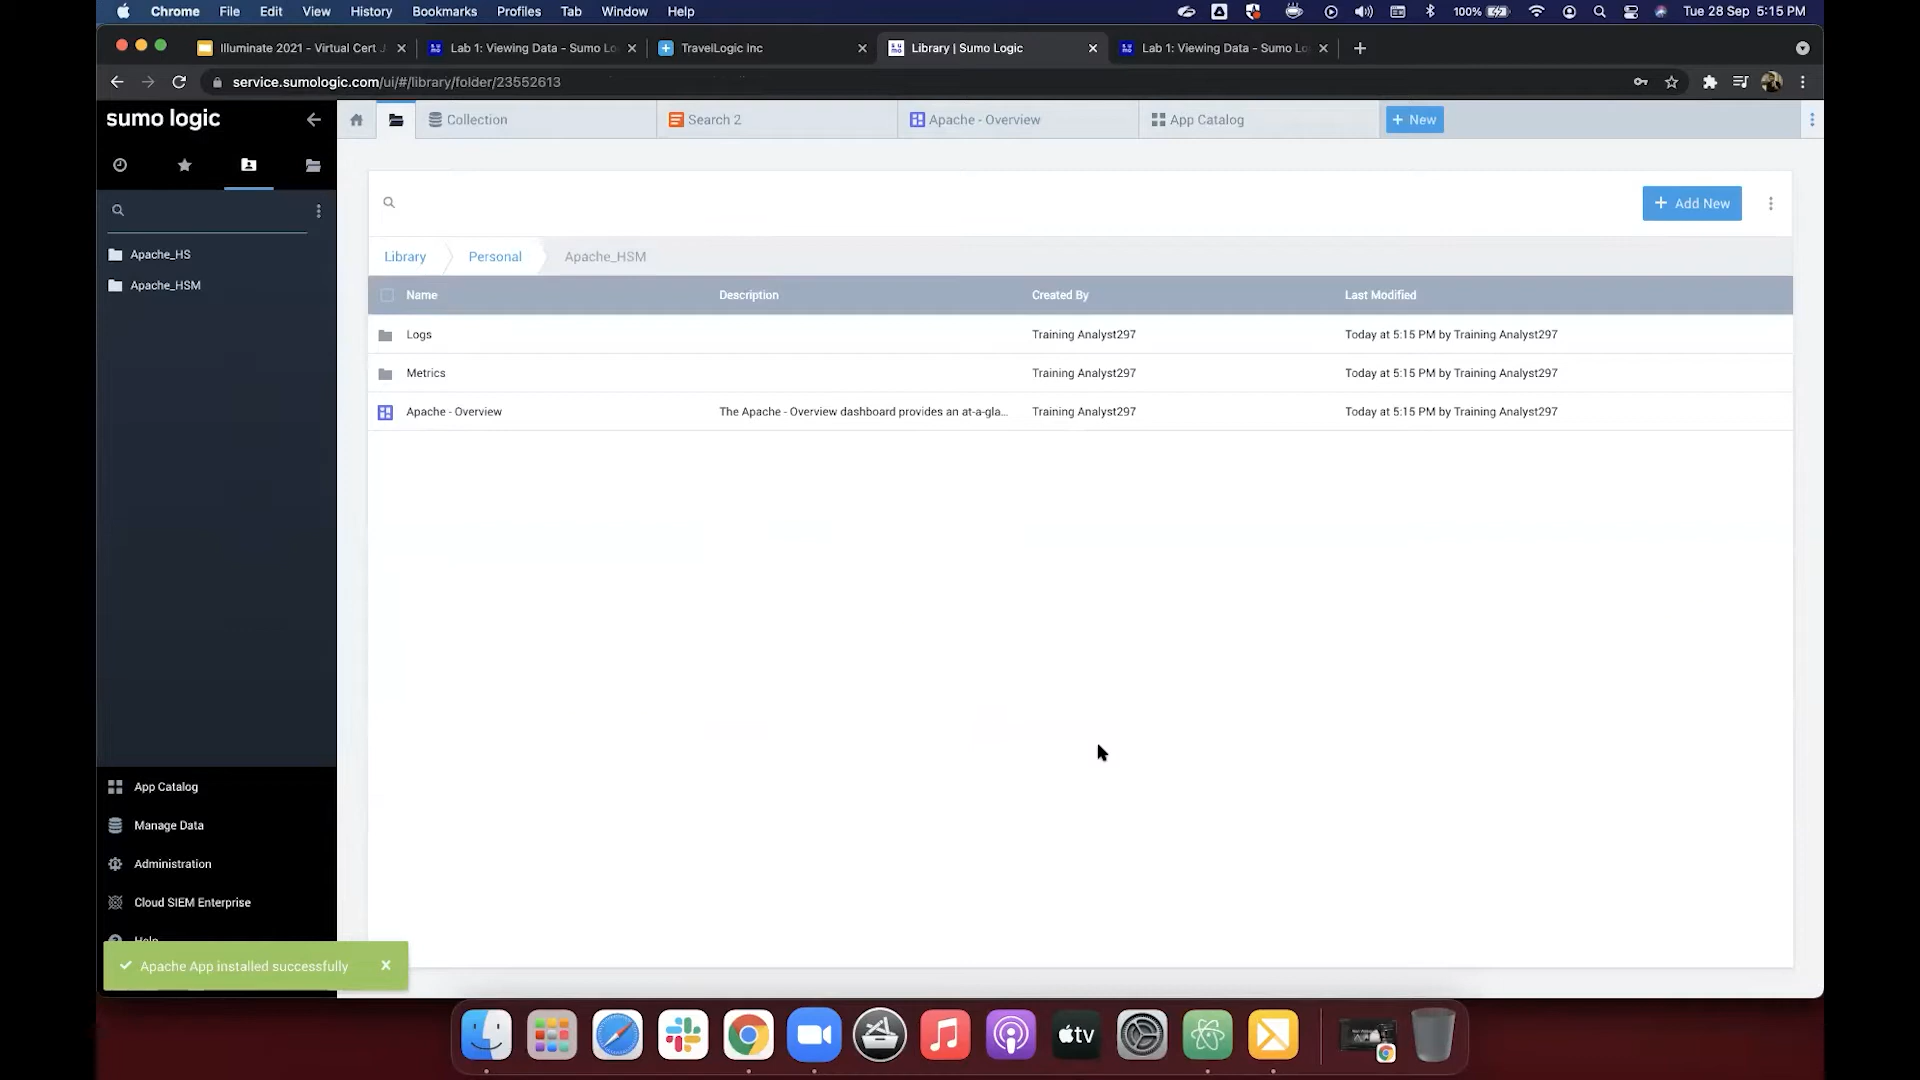 Chrome File Edit View History Bookmarks Profiles Tab Window Help 100% Tue 28 Sep 5:15 PM
Illuminate 2021 - Virtual Cert Lab 1: Viewing Data - Sumo Lo TravelLogic Inc Library | Sumo Logic Lab 1: Viewing Data - Sumo Lo
service.sumologic.com/ui/#/library/folder/23552613
sumo logic
Collection Search 2 Apache - Overview App Catalog + New
+ Add New
Apache_HS
Apache_HSM
Library Personal Apache_HSM
Name Description Created By Last Modified
Logs Training Analyst297 Today at 5:15 PM by Training Analyst297
Metrics Training Analyst297 Today at 5:15 PM by Training Analyst297
Apache - Overview The Apache - Overview dashboard provides an at-a-gla... Training Analyst297 Today at 5:15 PM by Training Analyst297
App Catalog
Manage Data
Administration
Cloud SIEM Enterprise
Help
Apache App installed successfully
tv